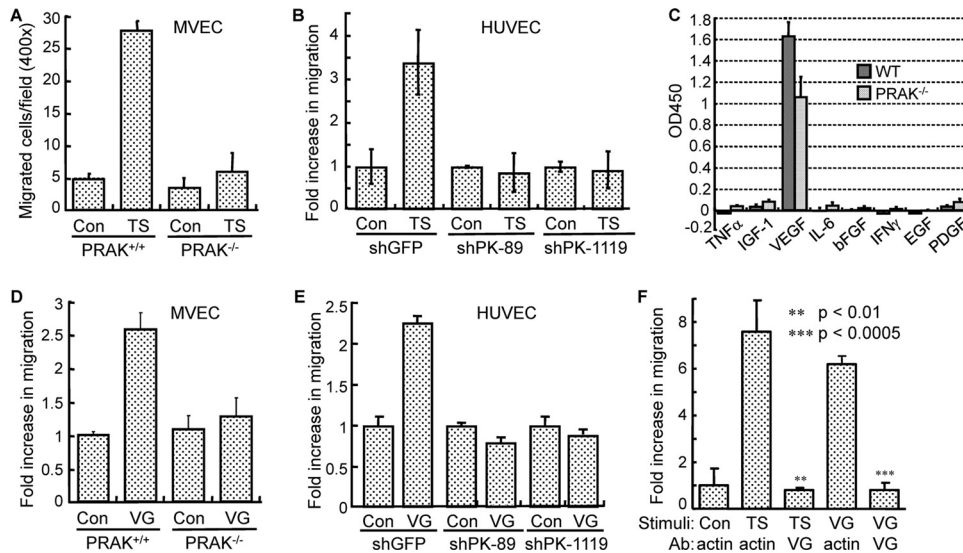 A
MVEC
Migrated cells/field (400x)
40
35
30
25
20
15
10
5
0
Con TS Con TS
PRAK+/+ PRAK-/-
B
HUVEC
Fold increase in migration
5
4
3
2
1
0
Con TS Con TS Con TS
shGFP shPK-89 shPK-1119
C
OD450
1.8
1.6
1.4
1.2
1
0.8
0.6
0.4
0.2
0
-0.2
WT
PRAK-/-
TNFα IGF-1 VEGF IL-6 bFGF IFNγ EGF PDGF
D
MVEC
Fold increase in migration
3
2.5
2
1.5
1
0.5
0
Con VG Con VG
PRAK+/+ PRAK-/-
E
HUVEC
Fold increase in migration
2.5
2
1.5
1
0.5
0
Con VG Con VG Con VG
shGFP shPK-89 shPK-1119
F
Fold increase in migration
8
6
4
2
0
** p < 0.01
*** p < 0.0005
** ***
Stimuli: Con TS TS VG VG
Ab: actin actin VG actin VG